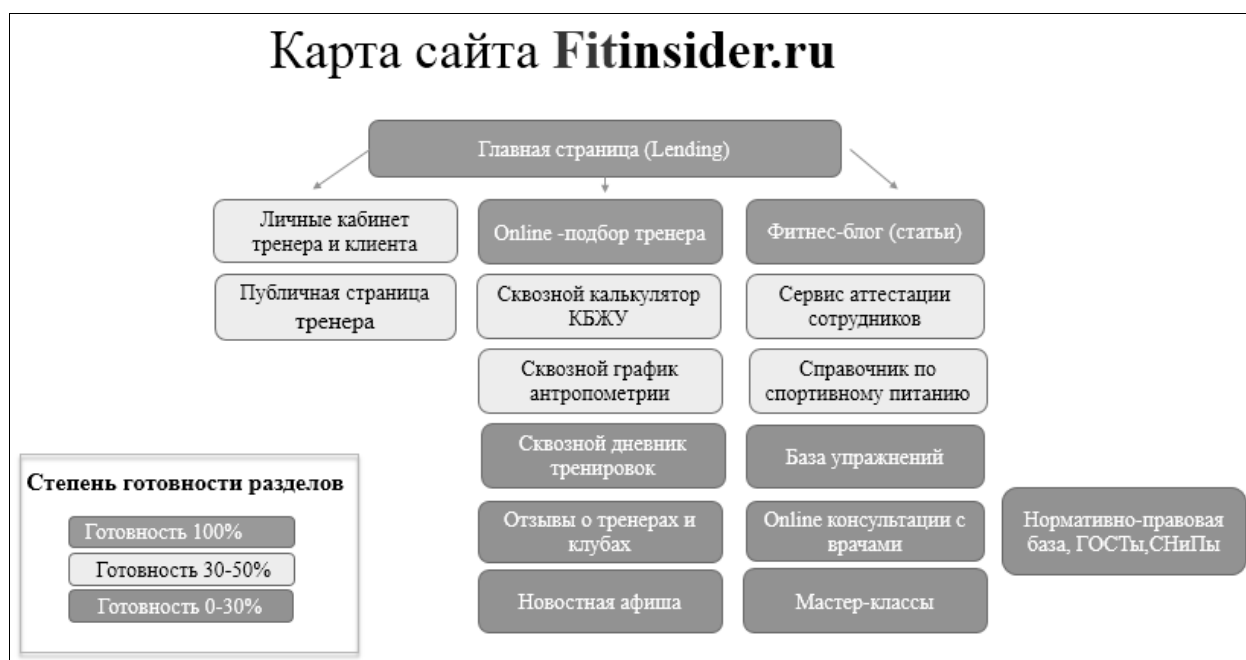 Карта сайта Fitinsider.ru
Главная страница (Lending)
Личные кабинет
тренера и клиента
Публичная страница
тренера
Online -подбор тренера
Сквозной калькулятор
КБЖУ
Сквозной график
антропометрии
Сквозной дневник
тренировок
Отзывы о тренерах и
клубах
Новостная афиша
Фитнес-блог (статьи)
Сервис аттестации
сотрудников
Справочник по
спортивному питанию
База упражнений
Online консультации с
врачами
Мастер-классы
Нормативно-правовая
база, ГОСТы,СНиПы
Степень готовности разделов
Готовность 100%
Готовность 30-50%
Готовность 0-30%